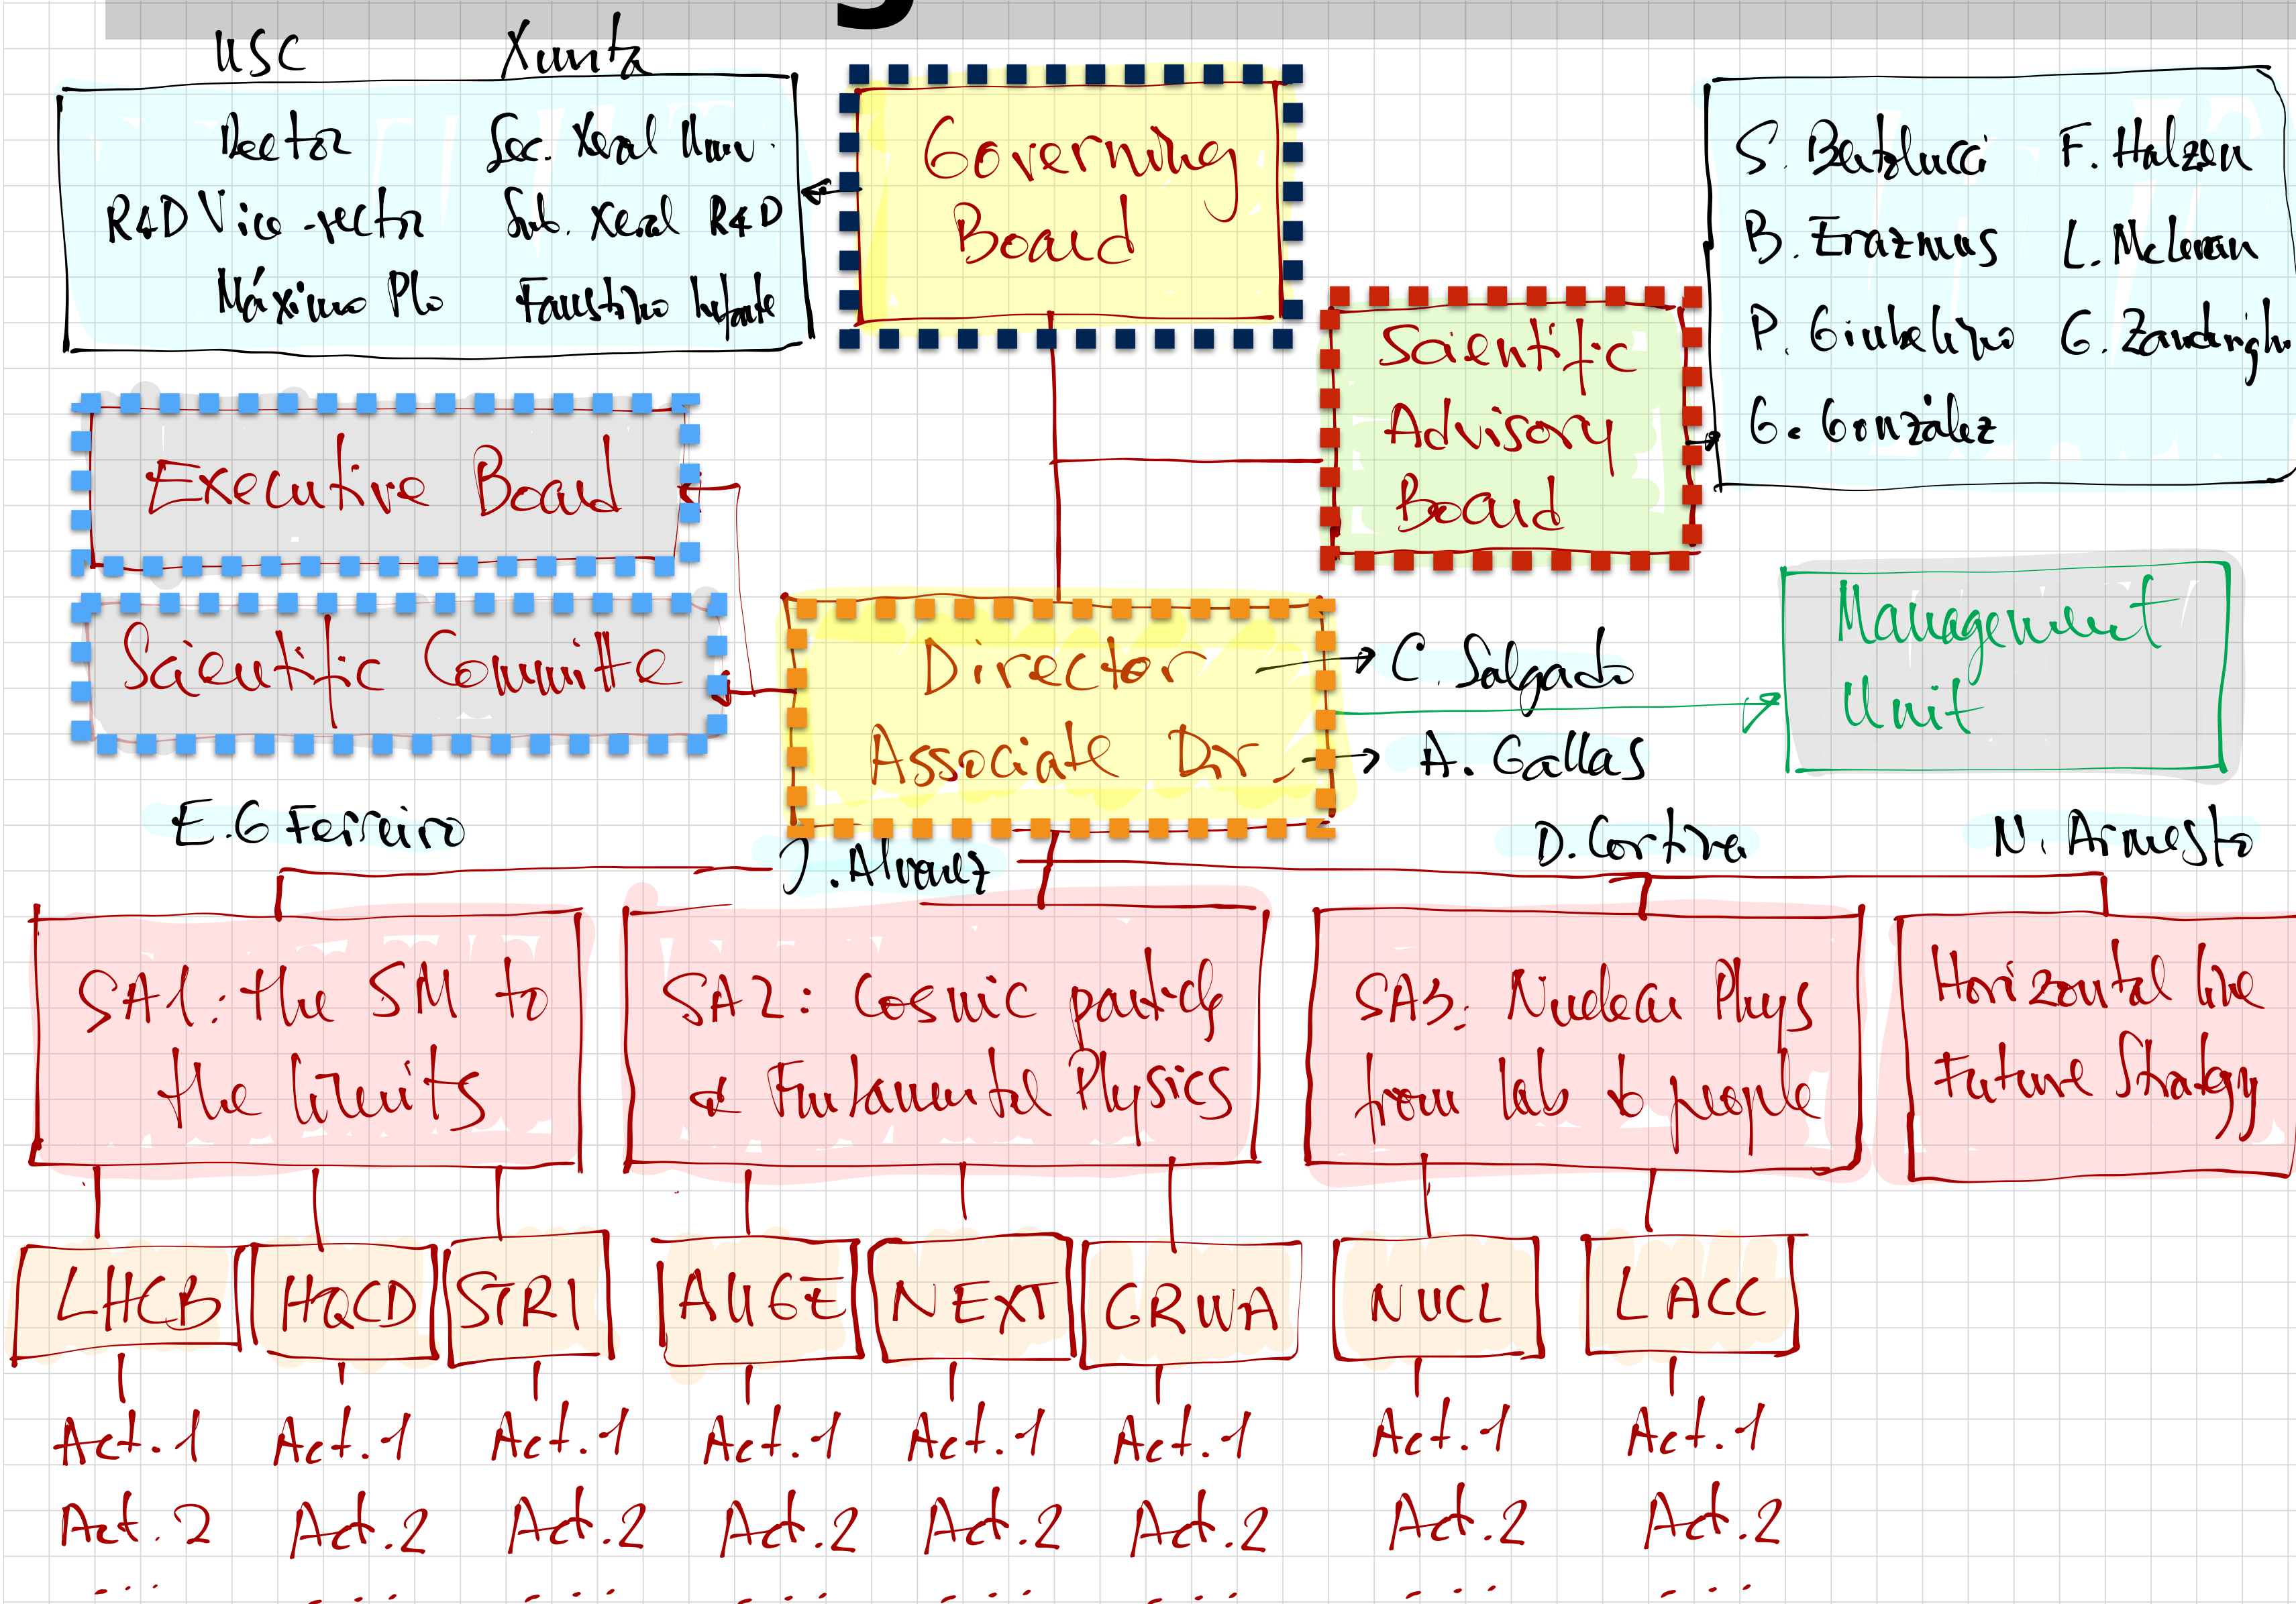 USC Xunta
Rector Sec. Xeral Univ.
R&D Vice-rector Sub. Xeral R&D
Máximo Plo Faustino Infante
Governing
Board
S. Bertolucci F. Halzen
B. Erazmus L. McLerran
P. Giubellino G. Zanderighi
G. González
Scientific
Advisory
Board
Executive Board
Scientific Committe
Director
Associate Dir.
C. Salgado
A. Gallas
Management
Unit
E.G Ferreiro
J. Alvarez
D. Cortina
N. Armesto
SA1: the SM to
the limits
SA2: Cosmic particle
& Fundamental Physics
SA3: Nuclear Phys
from lab to people
Horizontal line
Future Strategy
LHCB HQCD STRI AUGE NEXT GRWA NUCL LACC
Act.1 Act.1 Act.1 Act.1 Act.1 Act.1 Act.1 Act.1
Act.2 Act.2 Act.2 Act.2 Act.2 Act.2 Act.2 Act.2
... ... ... ... ... ... ... ...